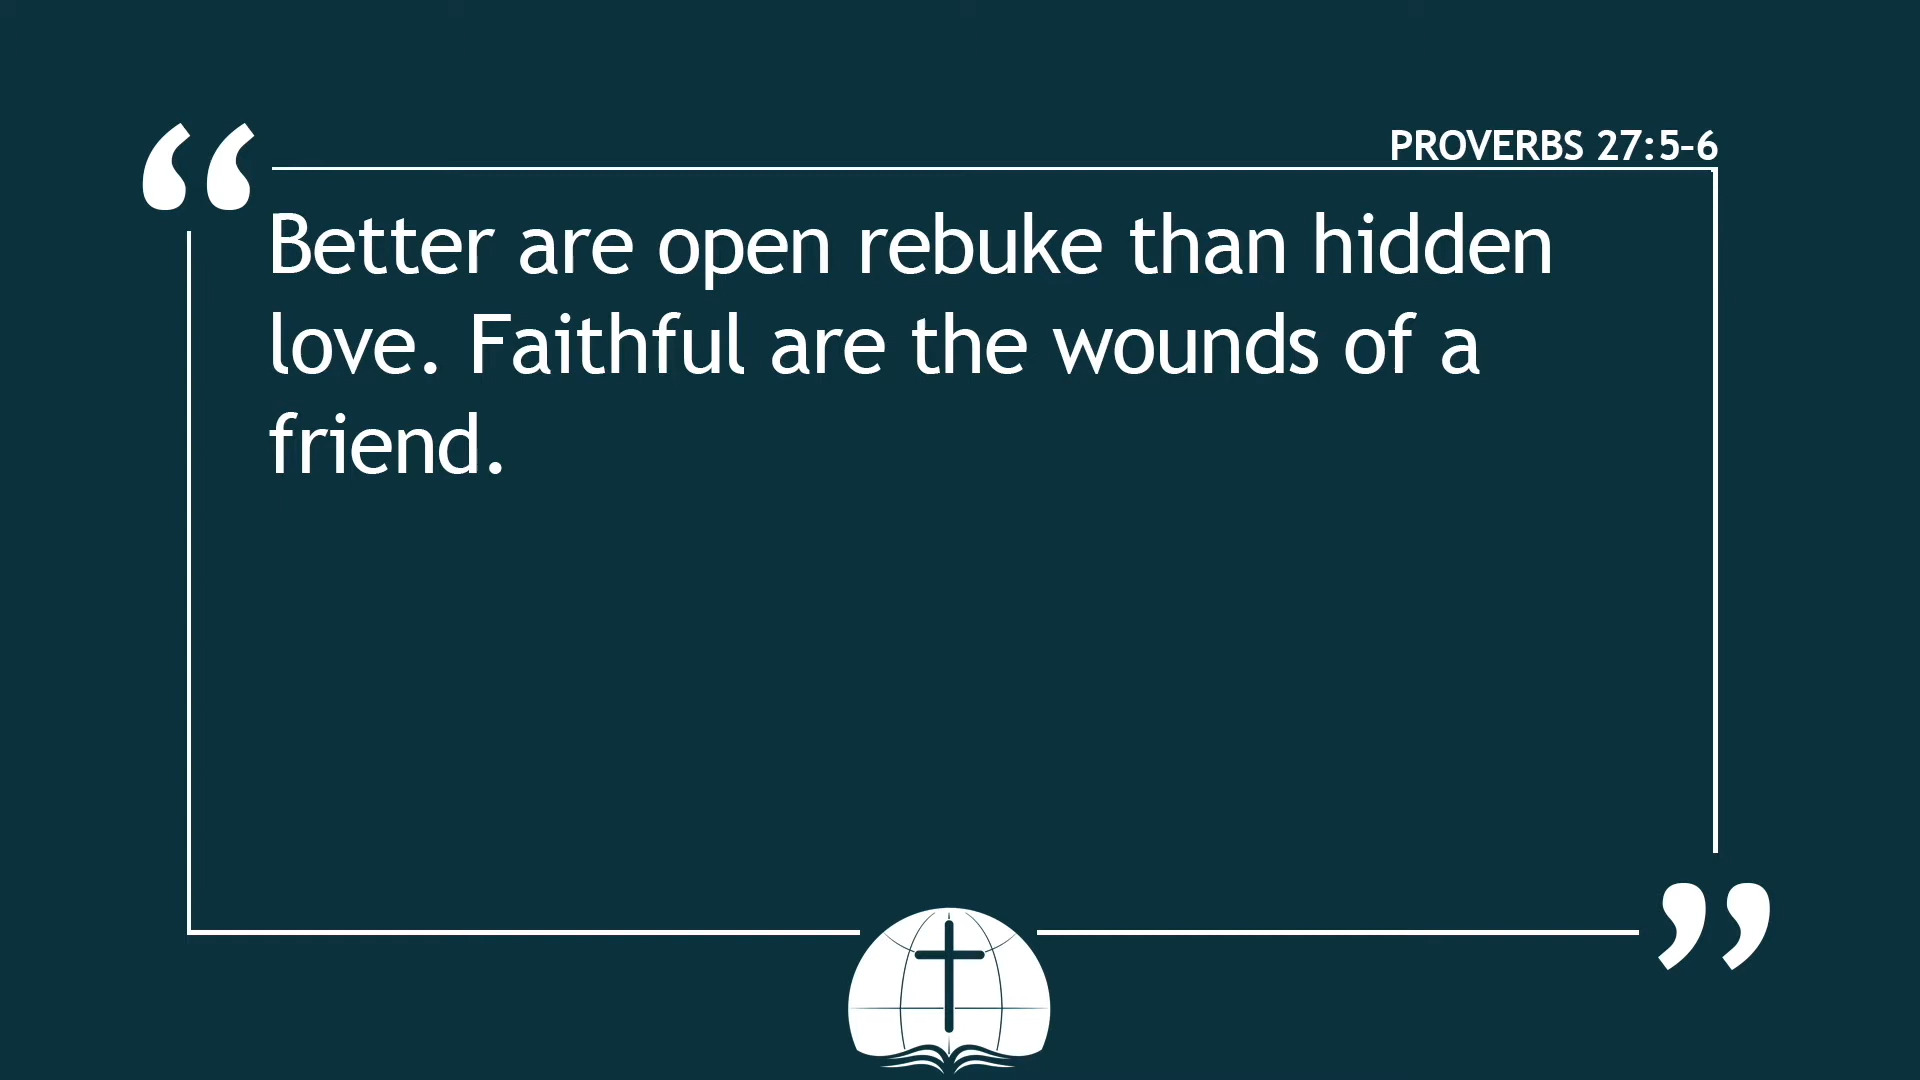 PROVERBS 27:5-6
“Better are open rebuke than hidden
love. Faithful are the wounds of a
friend.”